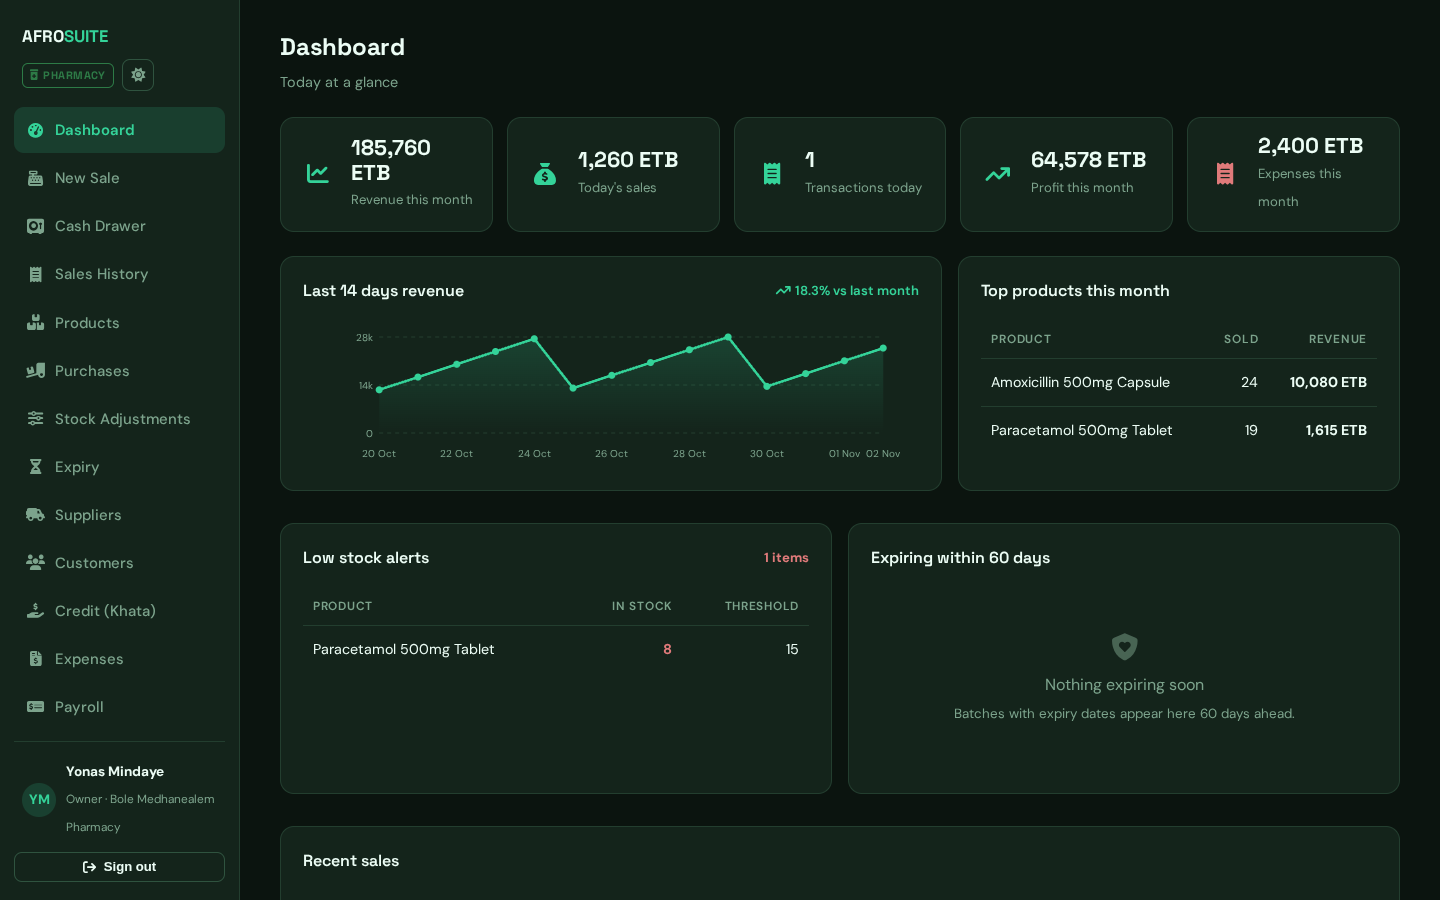 AFROSUITE
PHARMACY
Dashboard
New Sale
Cash Drawer
Sales History
Products
Purchases
Stock Adjustments
Expiry
Suppliers
Customers
Credit (Khata)
Expenses
Payroll
YM
Yonas Mindaye
Owner · Bole Medhanealem
Pharmacy
Sign out
Dashboard
Today at a glance
185,760
ETB
Revenue this month
1,260 ETB
Today's sales
1
Transactions today
64,578 ETB
Profit this month
2,400 ETB
Expenses this
month
Last 14 days revenue
18.3% vs last month
28k
14k
0
20 Oct 22 Oct 24 Oct 26 Oct 28 Oct 30 Oct 01 Nov 02 Nov
Top products this month
PRODUCT SOLD REVENUE
Amoxicillin 500mg Capsule 24 10,080 ETB
Paracetamol 500mg Tablet 19 1,615 ETB
Low stock alerts
1 items
PRODUCT IN STOCK THRESHOLD
Paracetamol 500mg Tablet 8 15
Expiring within 60 days
Nothing expiring soon
Batches with expiry dates appear here 60 days ahead.
Recent sales